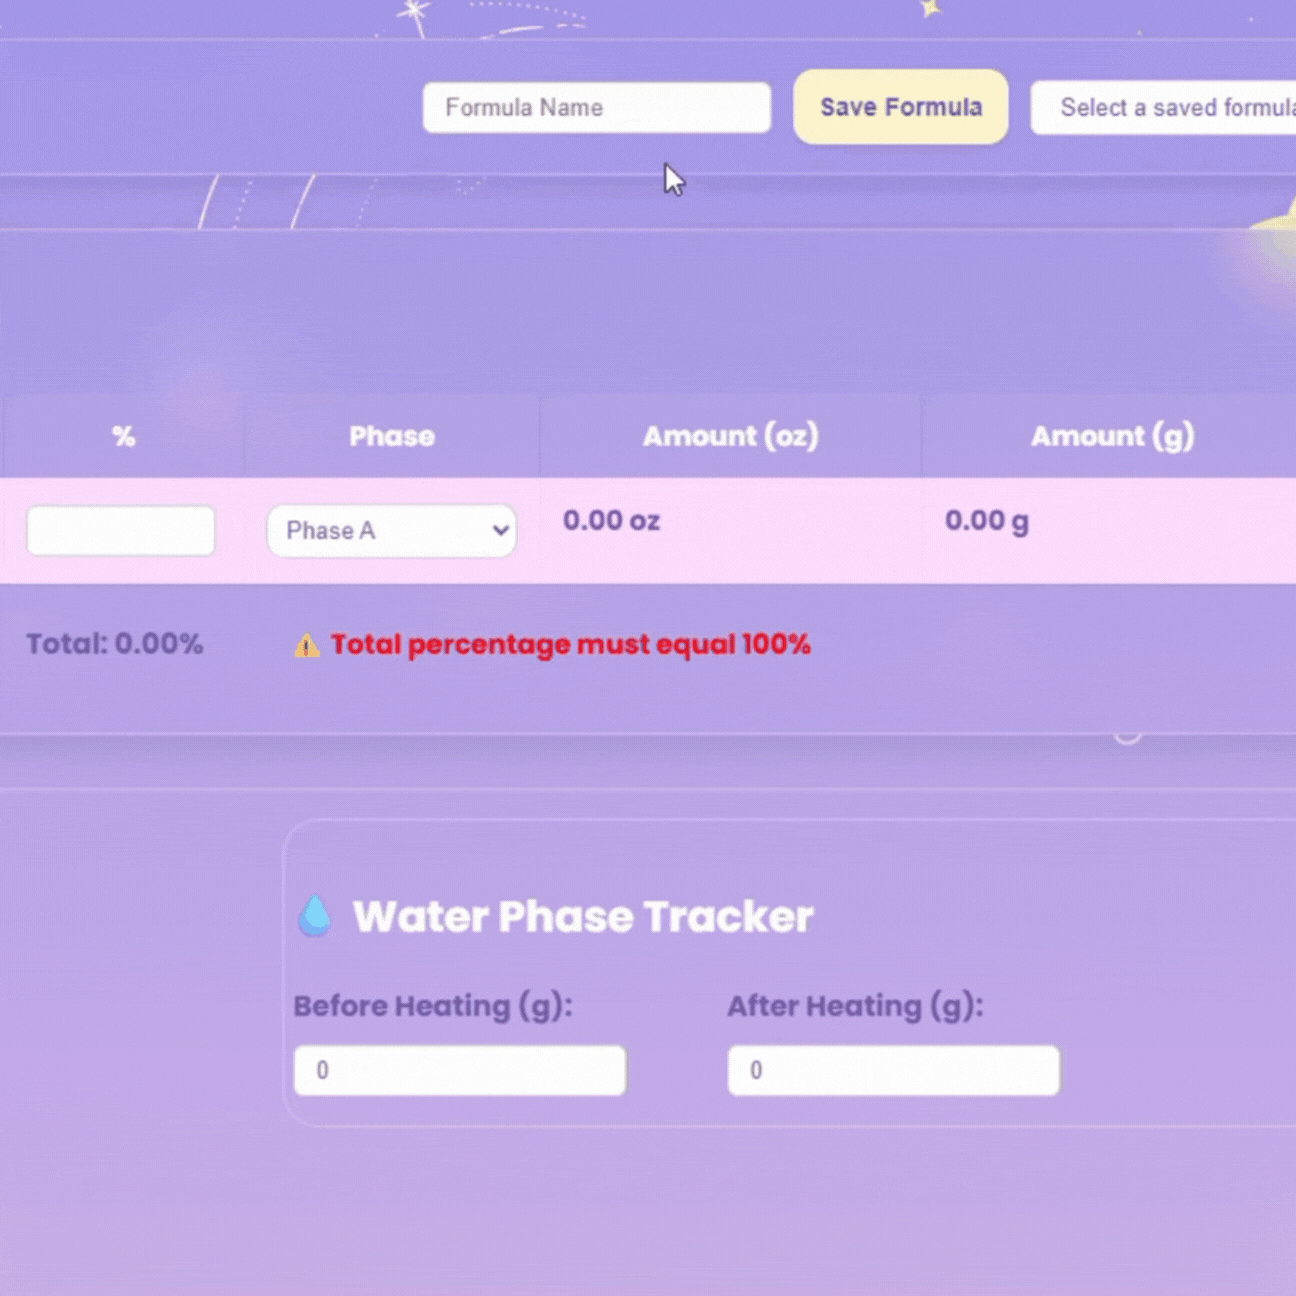 Formula Name
Save Formula
Select a saved formula
%
Phase
Amount (oz)
Amount (g)
Phase A
0.00 oz
0.00 g
Total: 0.00%
Total percentage must equal 100%
Water Phase Tracker
Before Heating (g):
After Heating (g):
0
0